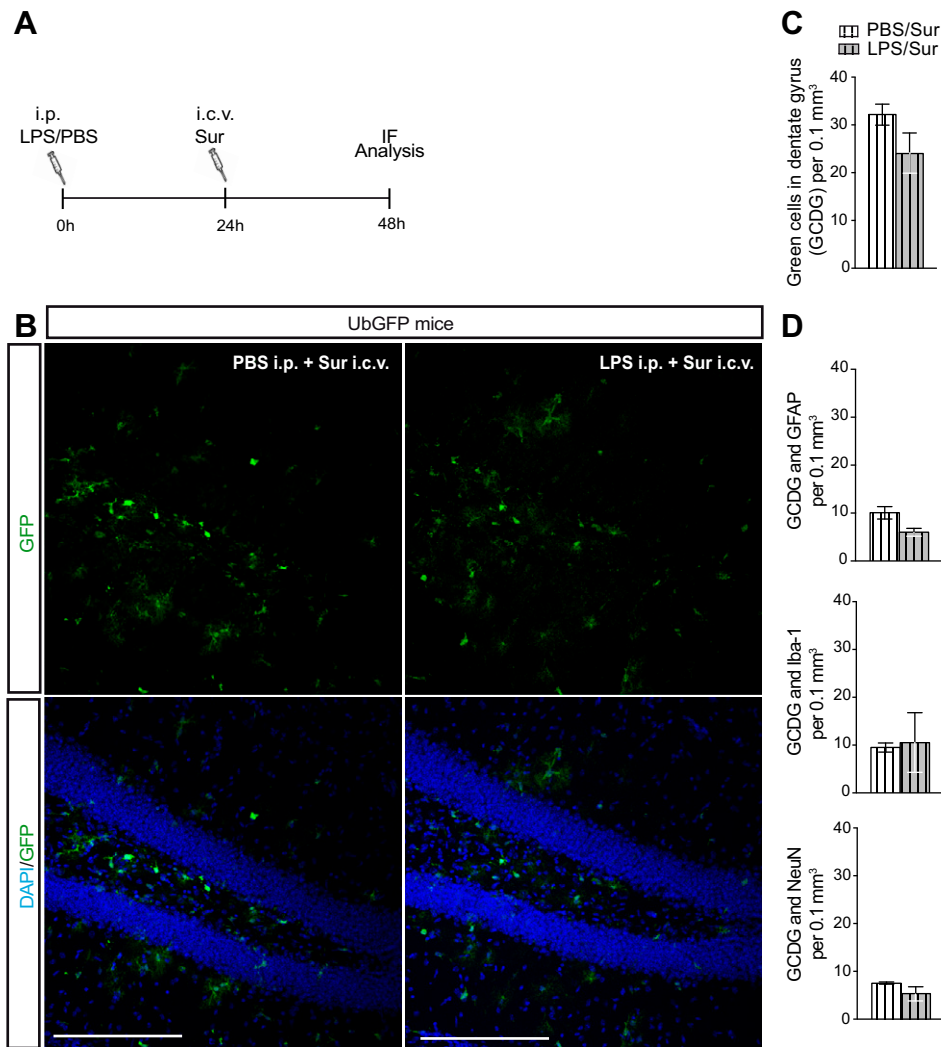 A
i.p.
LPS/PBS
i.c.v.
Sur
IF
Analysis
0h
24h
48h
B
UbGFP mice
GFP
PBS i.p. + Sur i.c.v.
LPS i.p. + Sur i.c.v.
DAPI/GFP
C
PBS/Sur
LPS/Sur
Green cells in dentate gyrus
(GCDG) per 0.1 mm³
40
30
20
10
0
D
GCDG and GFAP
per 0.1 mm³
40
30
20
10
0
GCDG and Iba-1
per 0.1 mm³
40
30
20
10
0
GCDG and NeuN
per 0.1 mm³
40
30
20
10
0